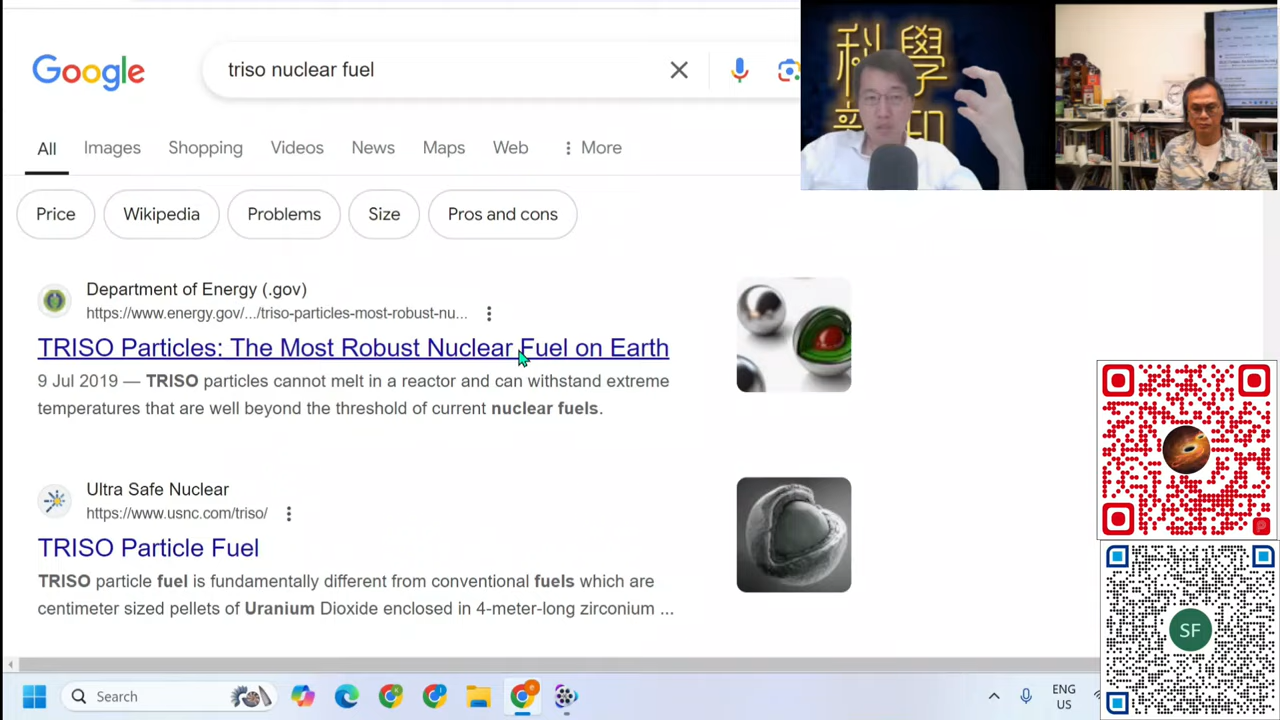 Google
triso nuclear fuel
All
Images
Shopping
Videos
News
Maps
Web
More
Price
Wikipedia
Problems
Size
Pros and cons
Department of Energy (.gov)
https://www.energy.gov/.../triso-particles-most-robust-nu...
TRISO Particles: The Most Robust Nuclear Fuel on Earth
9 Jul 2019 — TRISO particles cannot melt in a reactor and can withstand extreme
temperatures that are well beyond the threshold of current nuclear fuels.
Ultra Safe Nuclear
https://www.usnc.com/triso/
TRISO Particle Fuel
TRISO particle fuel is fundamentally different from conventional fuels which are
centimeter sized pellets of Uranium Dioxide enclosed in 4-meter-long zirconium ...
科學
印
SF
Search
ENG
US